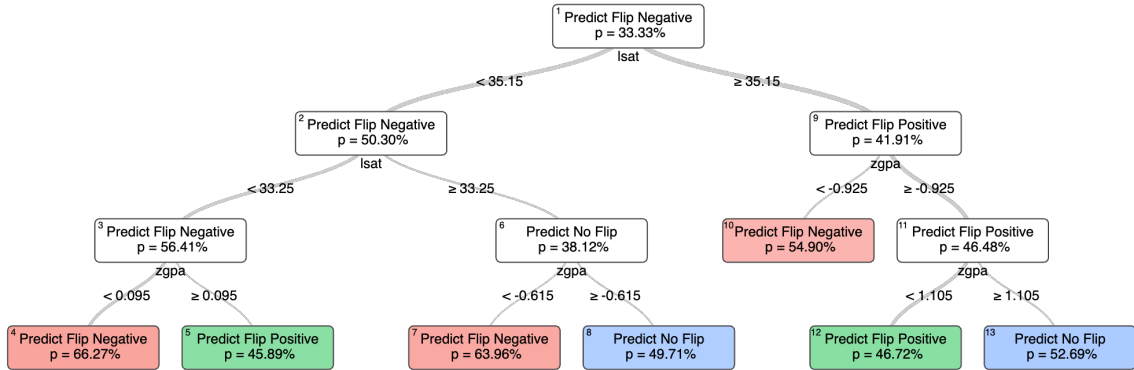 1 Predict Flip Negative
p = 33.33%
lsat
< 35.15 ≥ 35.15
2 Predict Flip Negative
p = 50.30%
lsat
9 Predict Flip Positive
p = 41.91%
zgpa
< 33.25 ≥ 33.25
< -0.925 ≥ -0.925
3 Predict Flip Negative
p = 56.41%
zgpa
6 Predict No Flip
p = 38.12%
zgpa
10 Predict Flip Negative
p = 54.90%
11 Predict Flip Positive
p = 46.48%
zgpa
< 0.095 ≥ 0.095
< -0.615 ≥ -0.615
< 1.105 ≥ 1.105
4 Predict Flip Negative
p = 66.27%
5 Predict Flip Positive
p = 45.89%
7 Predict Flip Negative
p = 63.96%
8 Predict No Flip
p = 49.71%
12 Predict Flip Positive
p = 46.72%
13 Predict No Flip
p = 52.69%